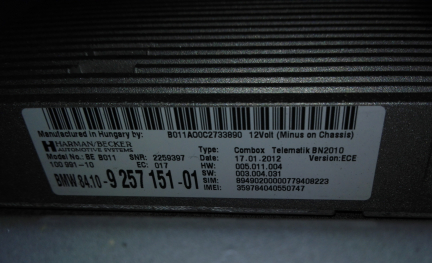 Manufactured in Hungary by: B011A00C2733890 12Volt (Minus on Chassis)
HARMAN/BECKER
AUTOMOTIVE SYSTEMS
Type: Combox Telematik BN2010
Model No.: BE B011 SNR: 2259397 Date: 17.01.2012 Version: ECE
100-991-10 EC: 017 HW: 005.011.004
SW: 003.004.031
BMW 84.10-9 257 151-01
SIM: 89490200000779408223
IMEI: 359784040550747